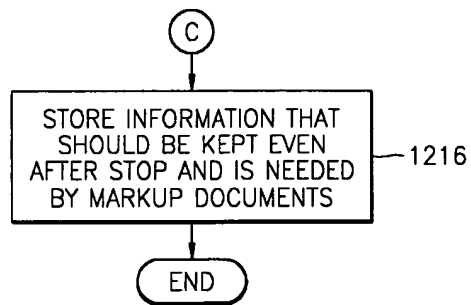 C
STORE INFORMATION THAT
SHOULD BE KEPT EVEN
AFTER STOP AND IS NEEDED
BY MARKUP DOCUMENTS
1216
END